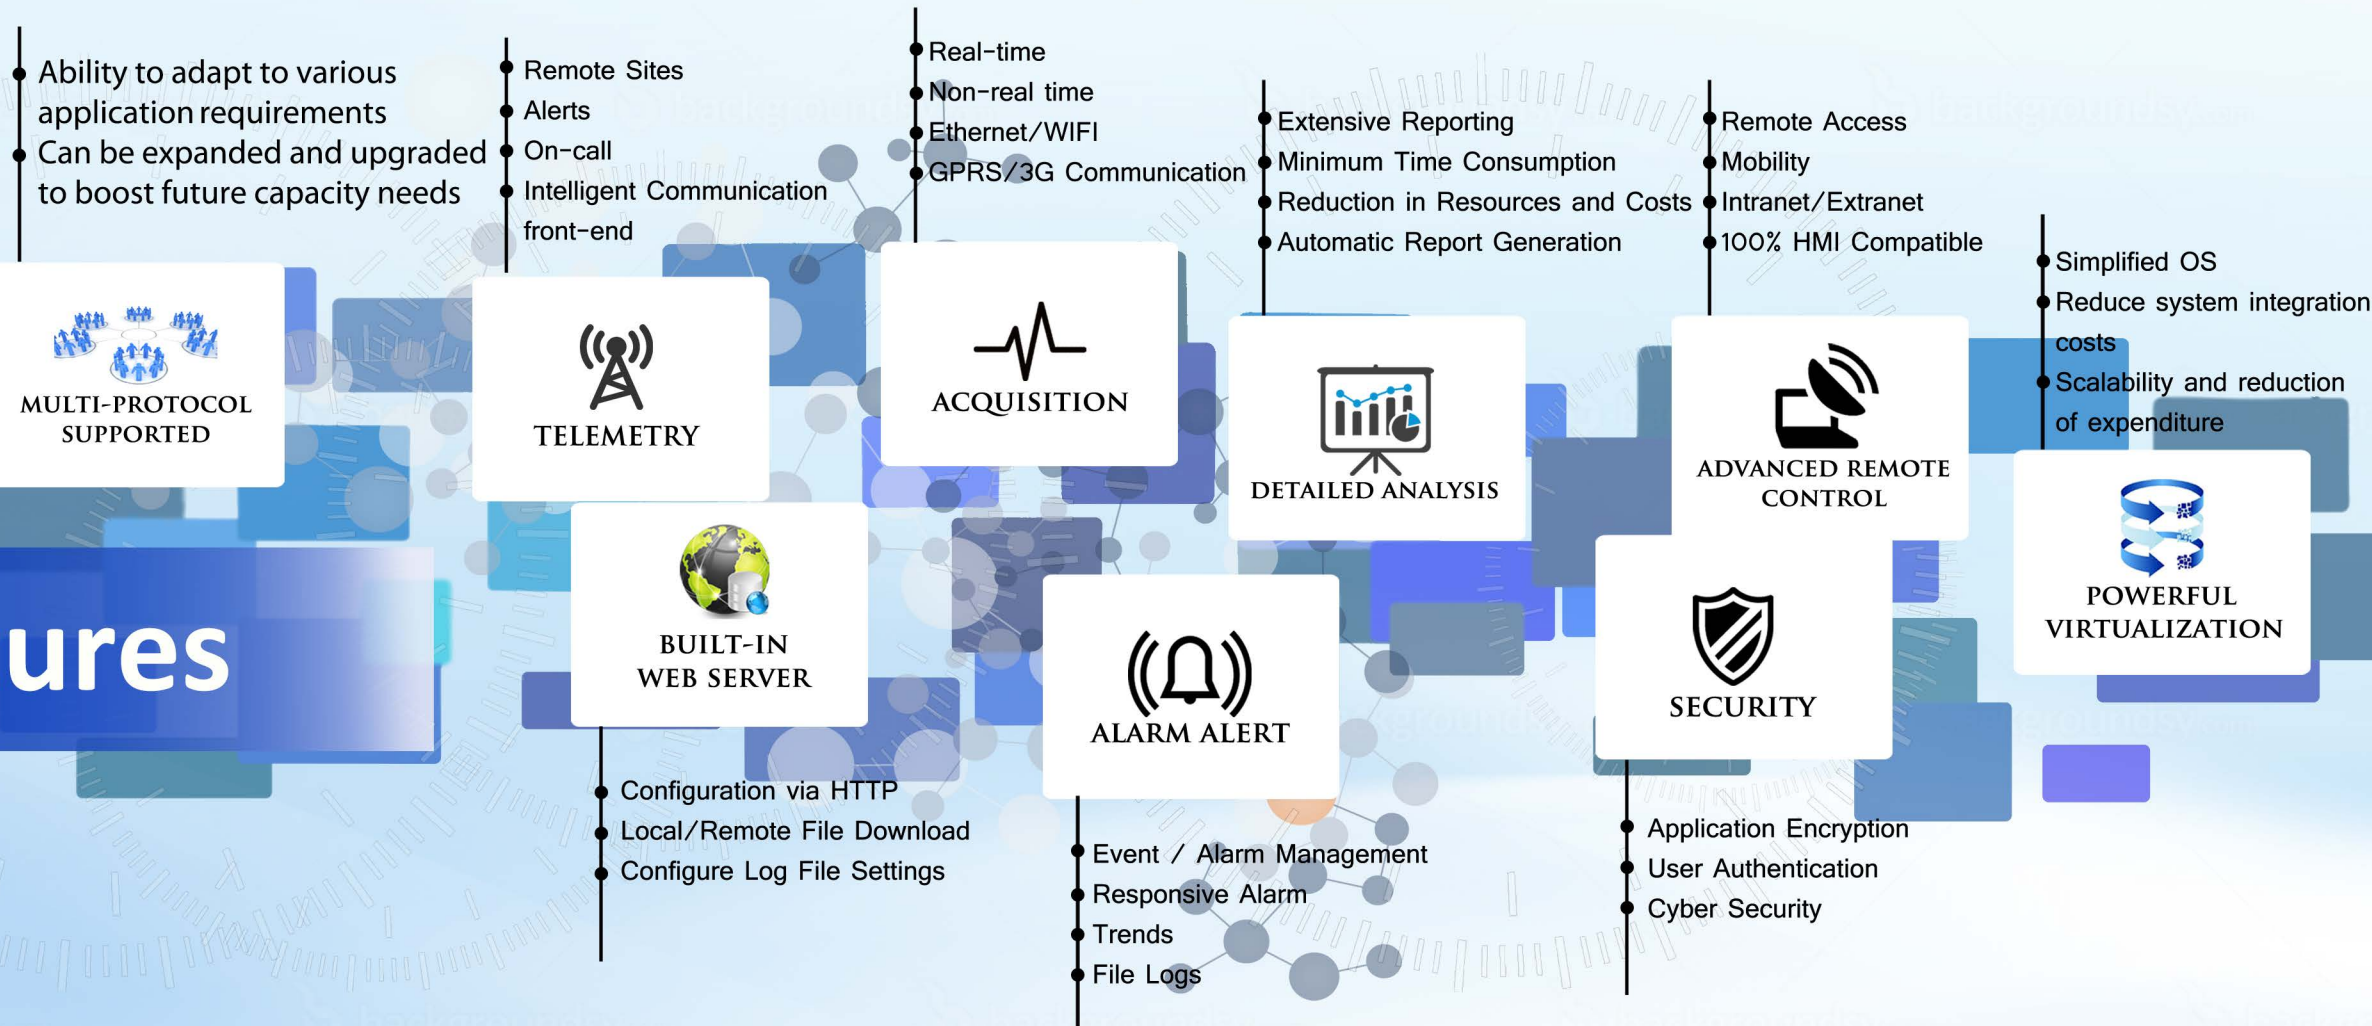 Ability to adapt to various
application requirements
Can be expanded and upgraded
to boost future capacity needs
MULTI-PROTOCOL
SUPPORTED
Remote Sites
Alerts
On-call
Intelligent Communication
front-end
TELEMETRY
Real-time
Non-real time
Ethernet/WIFI
GPRS/3G Communication
ACQUISITION
Extensive Reporting
Minimum Time Consumption
Reduction in Resources and Costs
Automatic Report Generation
DETAILED ANALYSIS
Remote Access
Mobility
Intranet/Extranet
100% HMI Compatible
ADVANCED REMOTE
CONTROL
Simplified OS
Reduce system integration
costs
Scalability and reduction
of expenditure
POWERFUL
VIRTUALIZATION
ures
BUILT-IN
WEB SERVER
Configuration via HTTP
Local/Remote File Download
Configure Log File Settings
ALARM ALERT
Event / Alarm Management
Responsive Alarm
Trends
File Logs
SECURITY
Application Encryption
User Authentication
Cyber Security